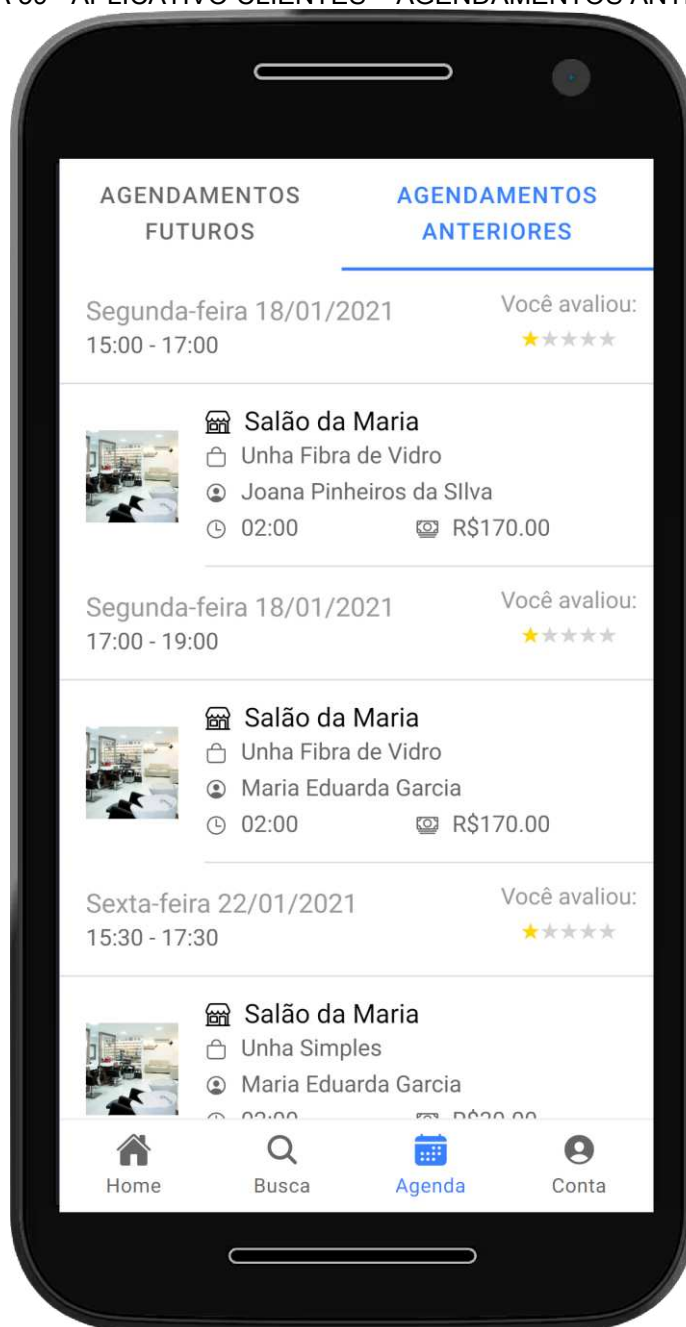 APLICATIVO CLIENTES
AGENDAMENTOS
FUTUROS
AGENDAMENTOS
ANTERIORES
Segunda-feira 18/01/2021
Você avaliou:
15:00 - 17:00
Salão da Maria
Unha Fibra de Vidro
Joana Pinheiros da SIlva
02:00 R$170.00
Segunda-feira 18/01/2021
Você avaliou:
17:00 - 19:00
Salão da Maria
Unha Fibra de Vidro
Maria Eduarda Garcia
02:00 R$170.00
Sexta-feira 22/01/2021
Você avaliou:
15:30 - 17:30
Salão da Maria
Unha Simples
Maria Eduarda Garcia
Home Busca Agenda Conta